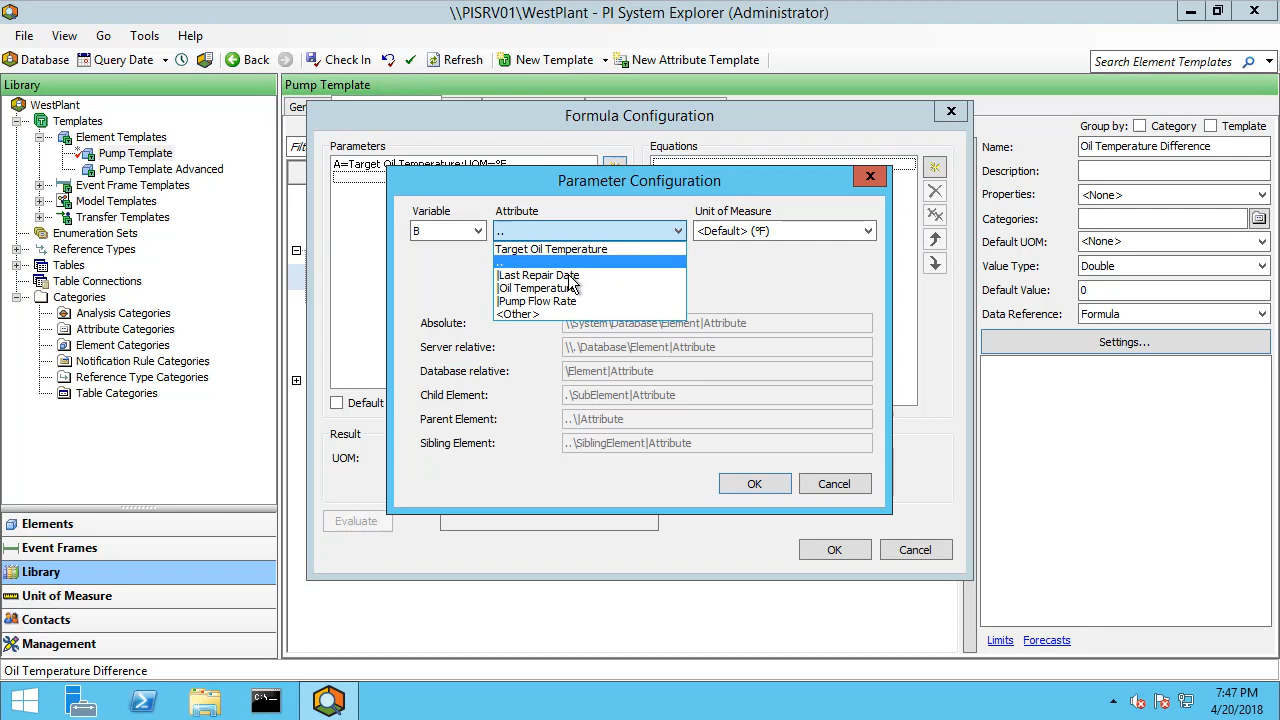 \\PISRV01\WestPlant - PI System Explorer (Administrator)
File View Go Tools Help
Database Query Date Back Check In Refresh New Template New Attribute Template
Search Element Templates
Library
WestPlant
Templates
Element Templates
Pump Template
Pump Template Advanced
Event Frame Templates
Model Templates
Transfer Templates
Enumeration Sets
Reference Types
Tables
Table Connections
Categories
Analysis Categories
Attribute Categories
Element Categories
Notification Rule Categories
Reference Type Categories
Table Categories
Elements
Event Frames
Library
Unit of Measure
Contacts
Management
Oil Temperature Difference
Pump Template
Formula Configuration
X
Parameters
Equations
A=Target Oil Temperature;UOM=°F
Default
Result
UOM:
Evaluate
OK
Cancel
Parameter Configuration
X
Variable Attribute Unit of Measure
B .. <Default> (°F)
Target Oil Temperature
..
|Last Repair Date
|Oil Temperature
|Pump Flow Rate
<Other>
Absolute: \\System\Database\Element|Attribute
Server relative: \\.\Database\Element|Attribute
Database relative: \Element|Attribute
Child Element: .\SubElement|Attribute
Parent Element: ..\|Attribute
Sibling Element: ..\SiblingElement|Attribute
OK
Cancel
Group by: Category Template
Name: Oil Temperature Difference
Description:
Properties: <None>
Categories:
Default UOM: <None>
Value Type: Double
Default Value: 0
Data Reference: Formula
Settings...
Limits Forecasts
7:47 PM
4/20/2018